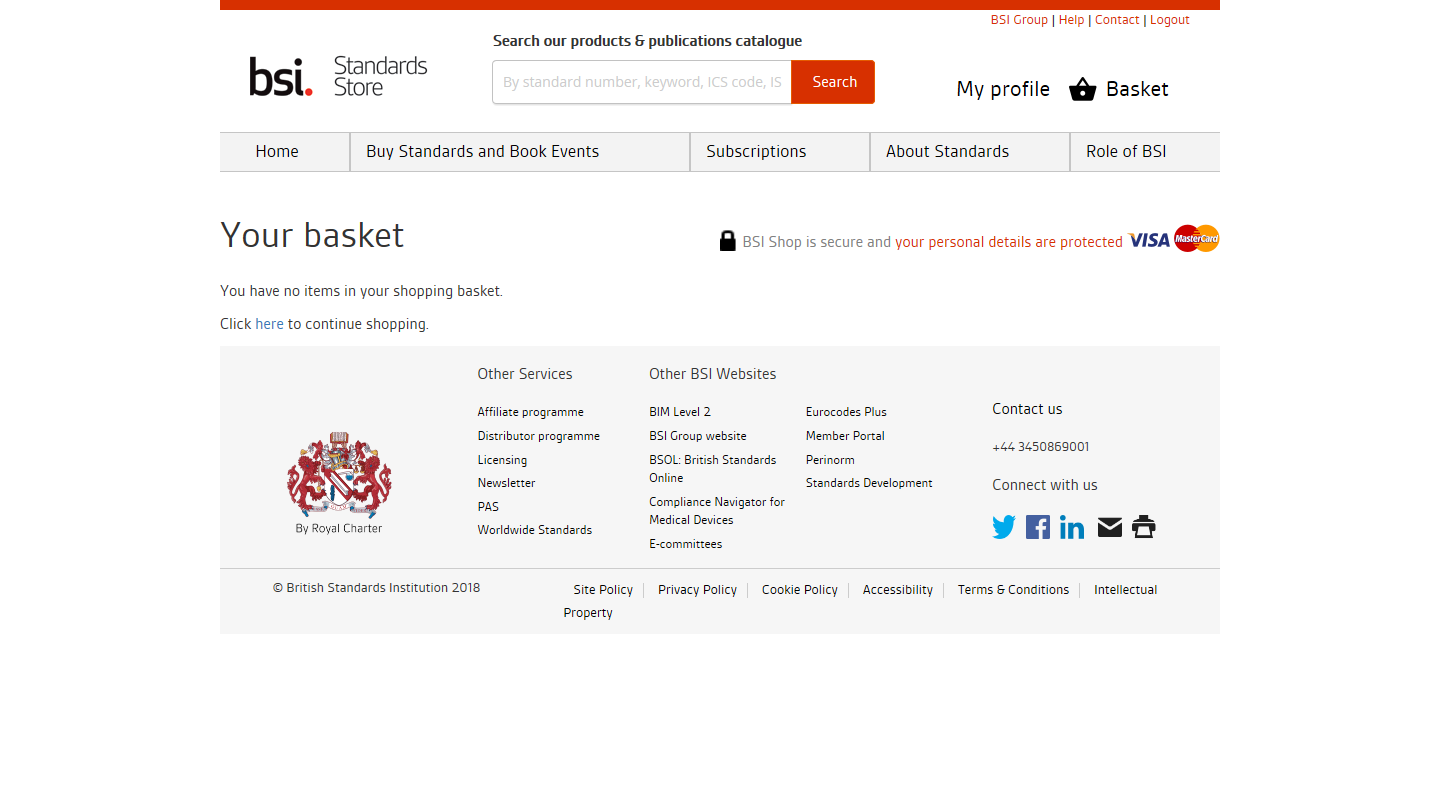 BSI Group | Help | Contact | Logout
Search our products & publications catalogue
bsi. Standards
Store
By standard number, keyword, ICS code, IS
Search
My profile
Basket
Home
Buy Standards and Book Events
Subscriptions
About Standards
Role of BSI
Your basket
BSI Shop is secure and your personal details are protected VISA MasterCard
You have no items in your shopping basket.
Click here to continue shopping.
By Royal Charter
Other Services
Affiliate programme
Distributor programme
Licensing
Newsletter
PAS
Worldwide Standards
Other BSI Websites
BIM Level 2
BSI Group website
BSOL: British Standards
Online
Compliance Navigator for
Medical Devices
E-committees
Eurocodes Plus
Member Portal
Perinorm
Standards Development
Contact us
+44 3450869001
Connect with us
© British Standards Institution 2018
Site Policy
Privacy Policy
Cookie Policy
Accessibility
Terms & Conditions
Intellectual
Property